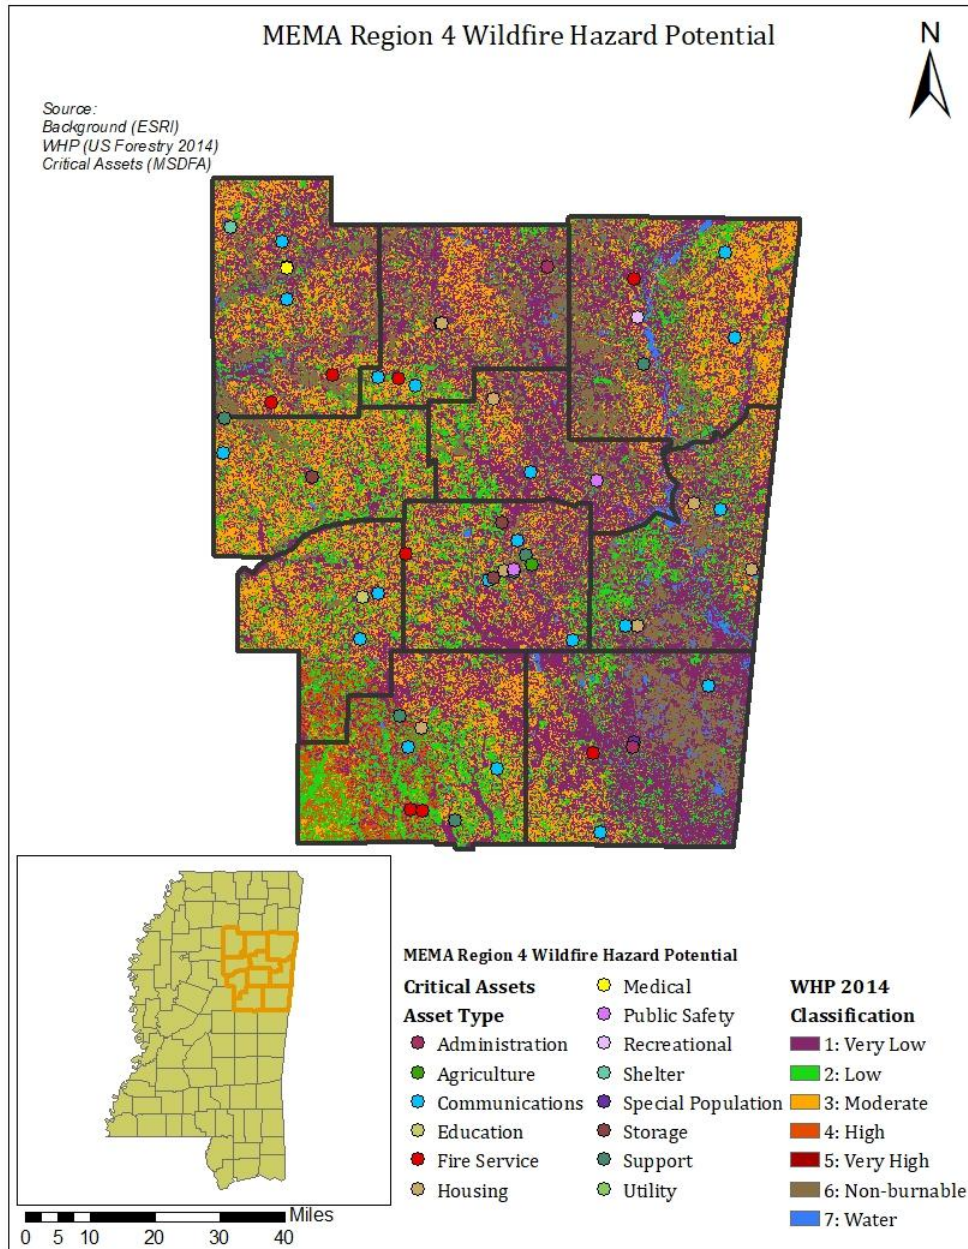 MEMA Region 4 Wildfire Hazard Potential
N
Source:
Background (ESRI)
WHP (US Forestry 2014)
Critical Assets (MSDFA)
MEMA Region 4 Wildfire Hazard Potential
Critical Assets
Asset Type
Administration
Agriculture
Communications
Education
Fire Service
Housing
Medical
Public Safety
Recreational
Shelter
Special Population
Storage
Support
Utility
WHP 2014
Classification
1: Very Low
2: Low
3: Moderate
4: High
5: Very High
6: Non-burnable
7: Water
Miles
0 5 10 20 30 40